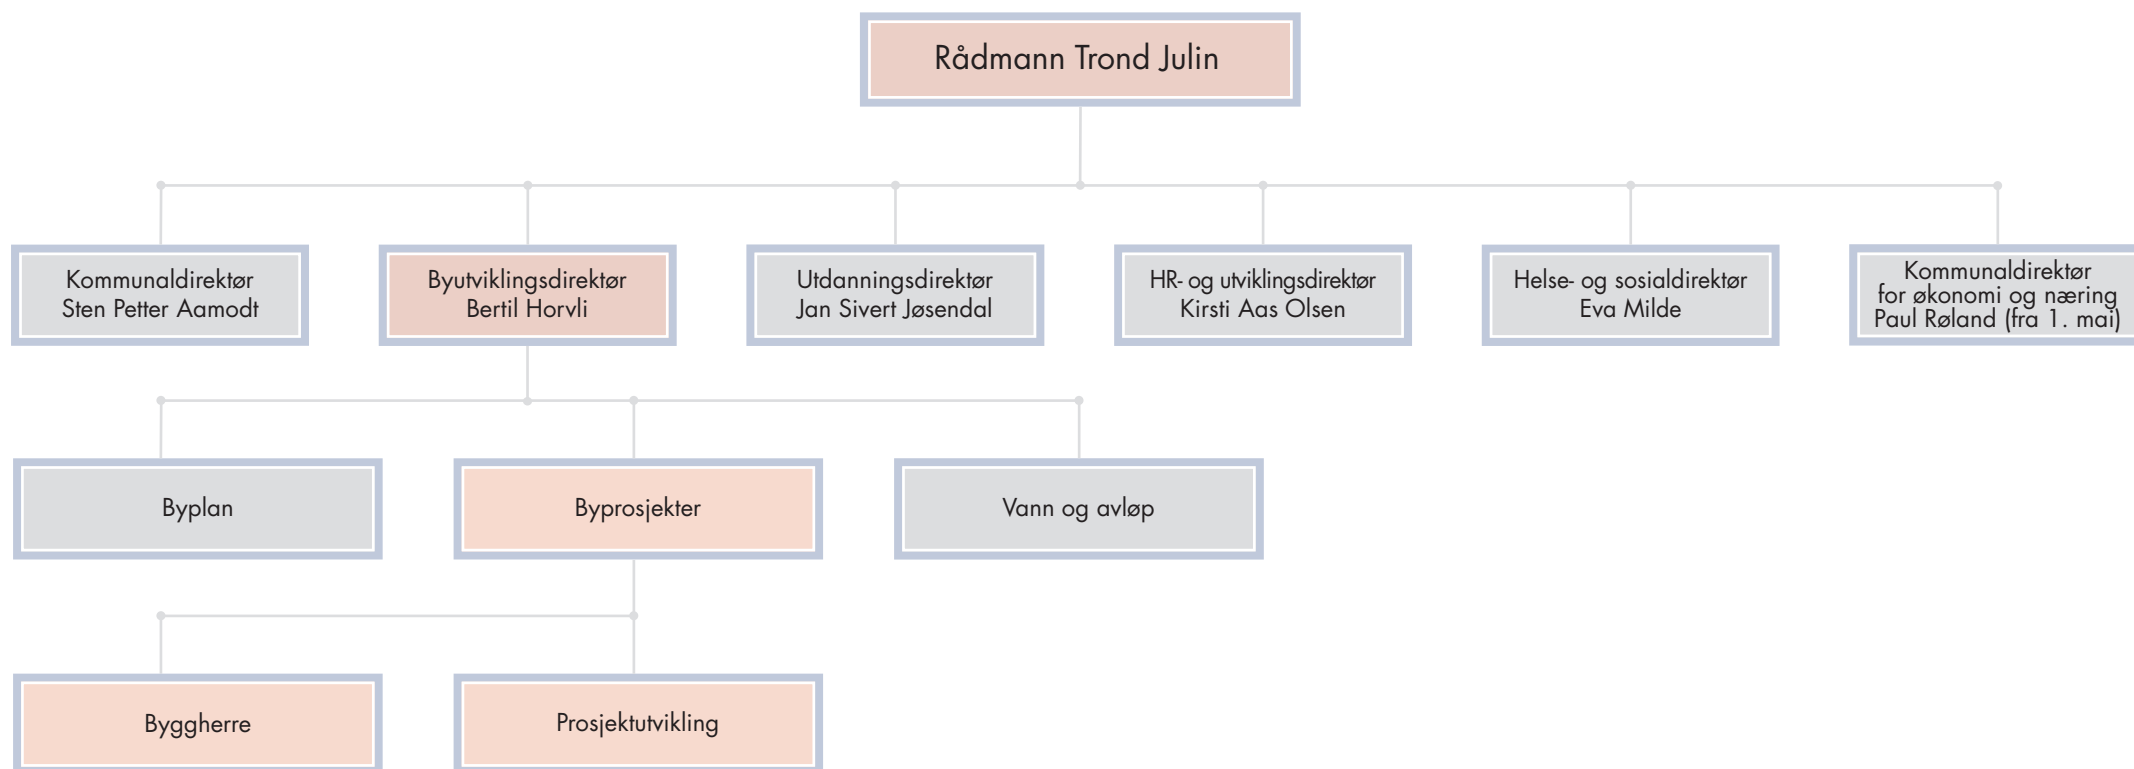 Rådmann Trond Julin
Kommunaldirektør
Sten Petter Aamodt
Byutviklingsdirektør
Bertil Horvli
Utdanningsdirektør
Jan Sivert Jøsendal
HR- og utviklingsdirektør
Kirsti Aas Olsen
Helse- og sosialdirektør
Eva Milde
Kommunaldirektør
for økonomi og næring
Paul Røland (fra 1. mai)
Byplan
Byprosjekter
Vann og avløp
Byggherre
Prosjektutvikling